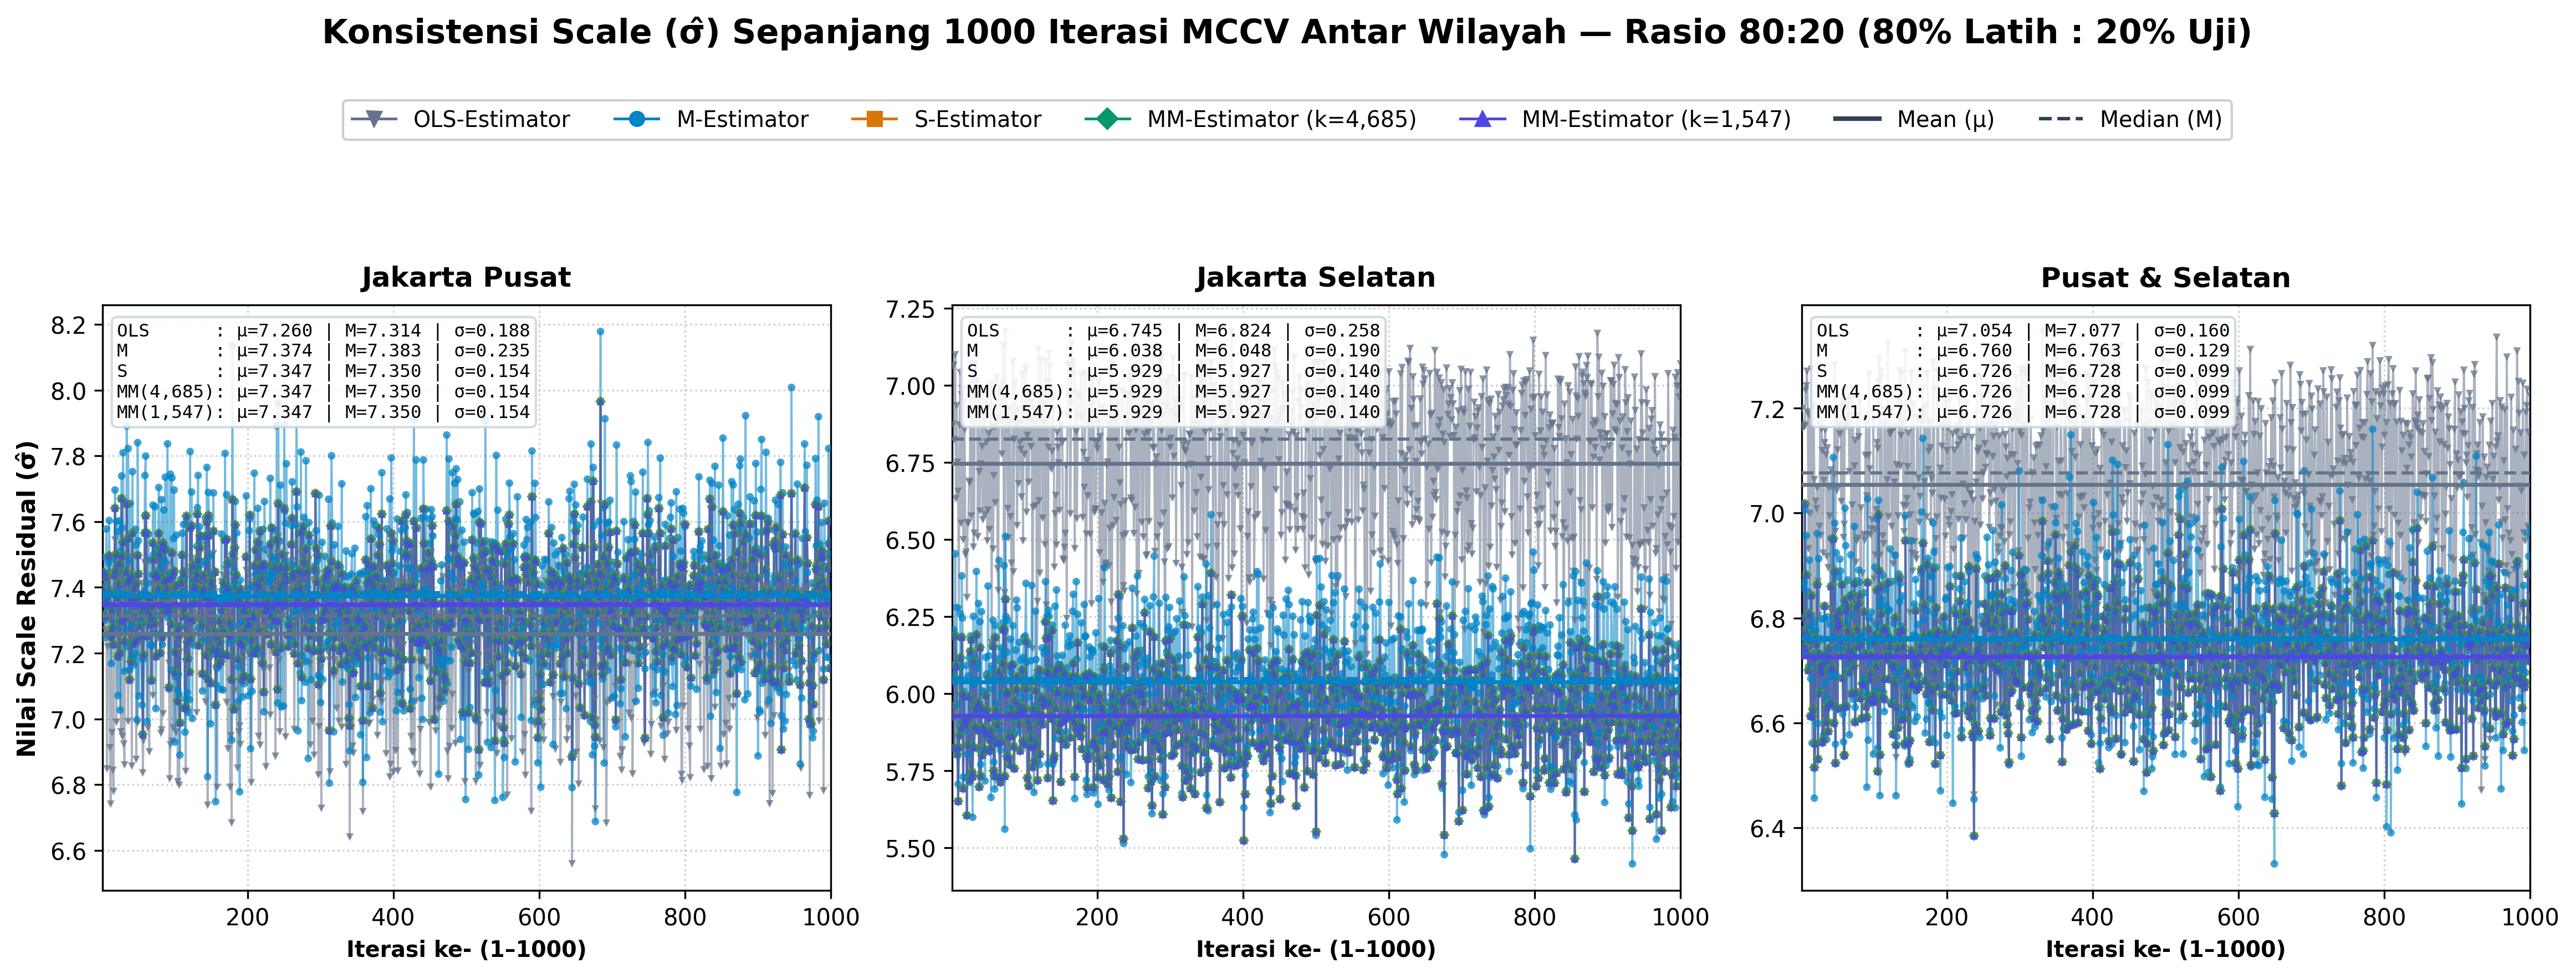 Konsistensi Scale (σ̂) Sepanjang 1000 Iterasi MCCV Antar Wilayah — Rasio 80:20 (80% Latih : 20% Uji)
OLS-Estimator M-Estimator S-Estimator MM-Estimator (k=4,685) MM-Estimator (k=1,547) Mean (μ) Median (M)
Jakarta Pusat
Nilai Scale Residual (σ̂)
8.2
8.0
7.8
7.6
7.4
7.2
7.0
6.8
6.6
OLS : μ=7.260 | M=7.314 | σ=0.188
M : μ=7.374 | M=7.383 | σ=0.235
S : μ=7.347 | M=7.350 | σ=0.154
MM(4,685): μ=7.347 | M=7.350 | σ=0.154
MM(1,547): μ=7.347 | M=7.350 | σ=0.154
200 400 600 800 1000
Iterasi ke- (1–1000)
Jakarta Selatan
7.25
7.00
6.75
6.50
6.25
6.00
5.75
5.50
OLS : μ=6.745 | M=6.824 | σ=0.258
M : μ=6.038 | M=6.048 | σ=0.190
S : μ=5.929 | M=5.927 | σ=0.140
MM(4,685): μ=5.929 | M=5.927 | σ=0.140
MM(1,547): μ=5.929 | M=5.927 | σ=0.140
200 400 600 800 1000
Iterasi ke- (1–1000)
Pusat & Selatan
7.2
7.0
6.8
6.6
6.4
OLS : μ=7.054 | M=7.077 | σ=0.160
M : μ=6.760 | M=6.763 | σ=0.129
S : μ=6.726 | M=6.728 | σ=0.099
MM(4,685): μ=6.726 | M=6.728 | σ=0.099
MM(1,547): μ=6.726 | M=6.728 | σ=0.099
200 400 600 800 1000
Iterasi ke- (1–1000)